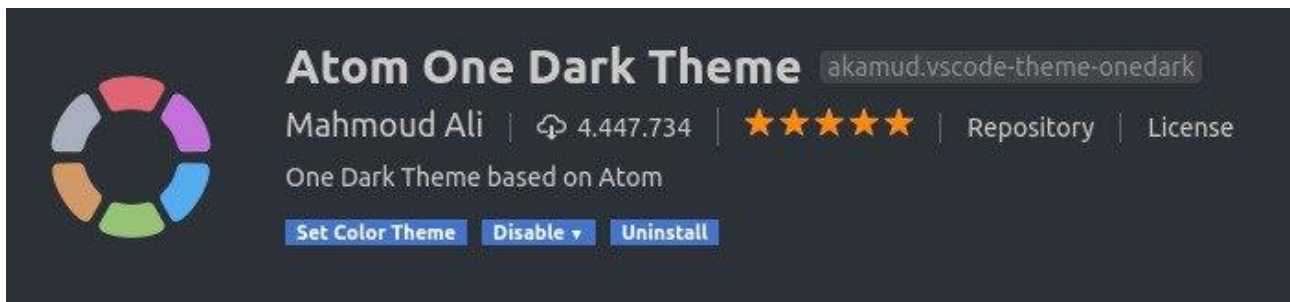 Atom One Dark Theme akamud.vscode-theme-onedark
Mahmoud Ali | 4.447.734 | ★★★★★ | Repository | License
One Dark Theme based on Atom
Set Color Theme Disable ▾ Uninstall